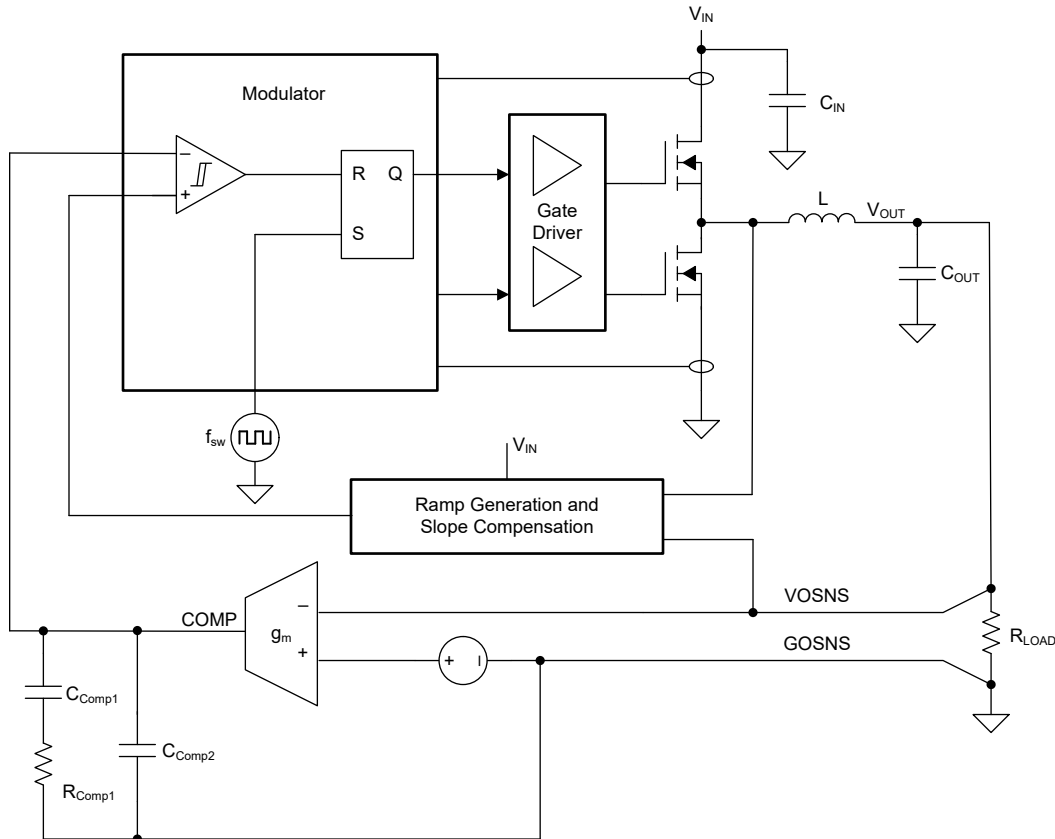 VIN
Modulator
CIN
−
+
R Q
S
Gate
Driver
L
VOUT
COUT
fsw
VIN
Ramp Generation and
Slope Compensation
COMP
gm
−
+
+ −
VOSNS
GOSNS
RLOAD
CComp1
CComp2
RComp1